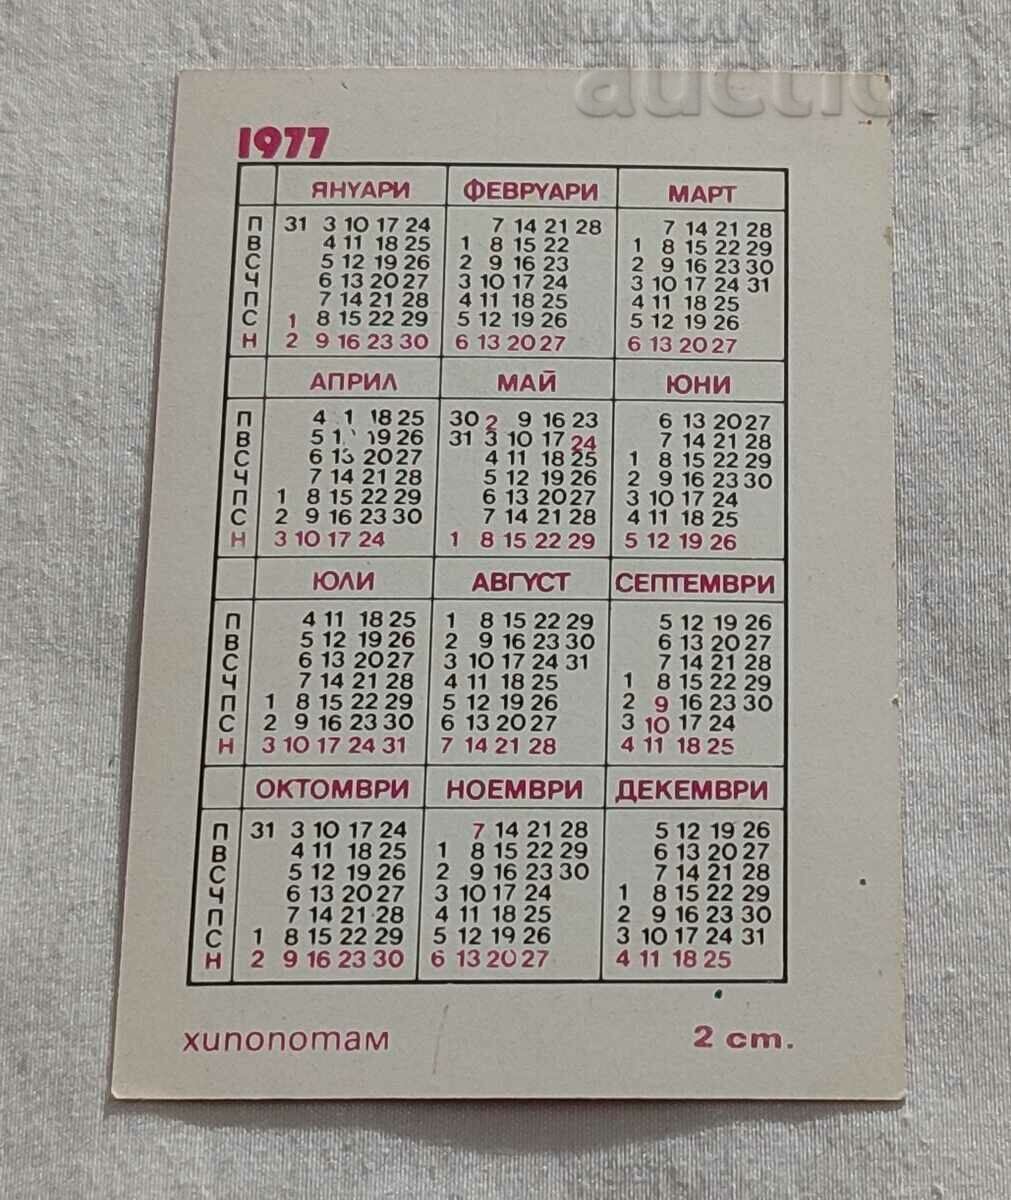 БАЛКАН
auctio
1977
ЯНУАРИ ФЕВРУАРИ МАРТ
П 31 3 10 17 24 7 14 21 28 7 14 21 28
В 4 11 18 25 1 8 15 22 1 8 15 22 29
С 5 12 19 26 2 9 16 23 2 9 16 23 30
Ч 6 13 20 27 3 10 17 24 3 10 17 24 31
П 7 14 21 28 4 11 18 25 4 11 18 25
С 1 8 15 22 29 5 12 19 26 5 12 19 26
Н 2 9 16 23 30 6 13 20 27 6 13 20 27
АПРИЛ МАЙ ЮНИ
П 4 1 18 25 30 2 9 16 23 6 13 20 27
В 5 1 19 26 31 3 10 17 24 7 14 21 28
С 6 13 20 27 4 11 18 25 1 8 15 22 29
Ч 7 14 21 28 5 12 19 26 2 9 16 23 30
П 1 8 15 22 29 6 13 20 27 3 10 17 24
С 2 9 16 23 30 7 14 21 28 4 11 18 25
Н 3 10 17 24 1 8 15 22 29 5 12 19 26
ЮЛИ АВГУСТ СЕПТЕМВРИ
П 4 11 18 25 1 8 15 22 29 5 12 19 26
В 5 12 19 26 2 9 16 23 30 6 13 20 27
С 6 13 20 27 3 10 17 24 31 7 14 21 28
Ч 7 14 21 28 4 11 18 25 1 8 15 22 29
П 1 8 15 22 29 5 12 19 26 2 9 16 23 30
С 2 9 16 23 30 6 13 20 27 3 10 17 24
Н 3 10 17 24 31 7 14 21 28 4 11 18 25
ОКТОМВРИ НОЕМВРИ ДЕКЕМВРИ
П 31 3 10 17 24 7 14 21 28 5 12 19 26
В 4 11 18 25 1 8 15 22 29 6 13 20 27
С 5 12 19 26 2 9 16 23 30 7 14 21 28
Ч 6 13 20 27 3 10 17 24 1 8 15 22 29
П 7 14 21 28 4 11 18 25 2 9 16 23 30
С 1 8 15 22 29 5 12 19 26 3 10 17 24 31
Н 2 9 16 23 30 6 13 20 27 4 11 18 25
хипопотам 2 ст.